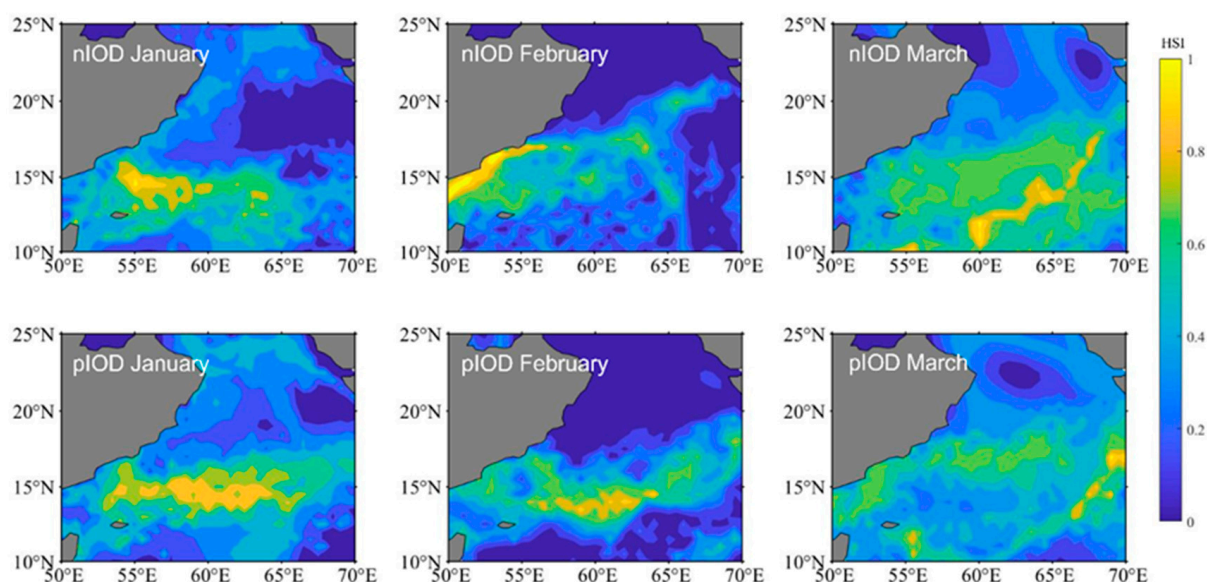 nIOD January
25°N
20°N
15°N
10°N
50°E 55°E 60°E 65°E 70°E
nIOD February
25°N
20°N
15°N
10°N
50°E 55°E 60°E 65°E 70°E
nIOD March
25°N
20°N
15°N
10°N
50°E 55°E 60°E 65°E 70°E
HSI
1
0.8
0.6
0.4
0.2
0
pIOD January
25°N
20°N
15°N
10°N
50°E 55°E 60°E 65°E 70°E
pIOD February
25°N
20°N
15°N
10°N
50°E 55°E 60°E 65°E 70°E
pIOD March
25°N
20°N
15°N
10°N
50°E 55°E 60°E 65°E 70°E